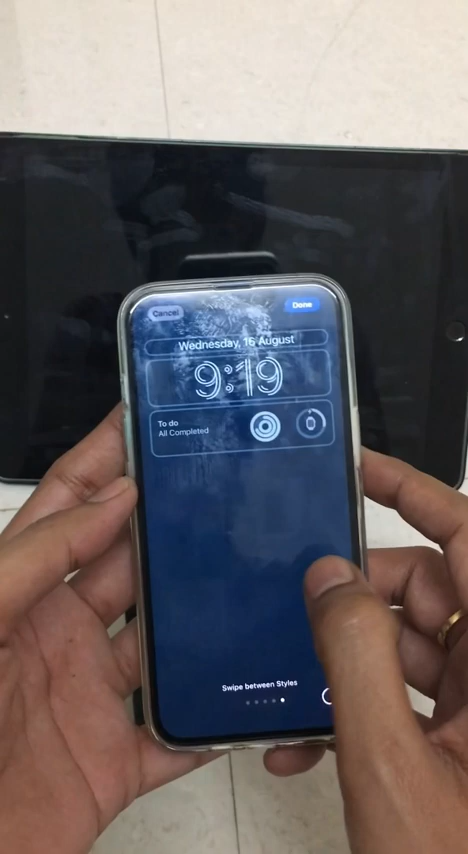 Cancel
Done
Wednesday, 16 August
9:19
To do
All Completed
Swipe between Styles